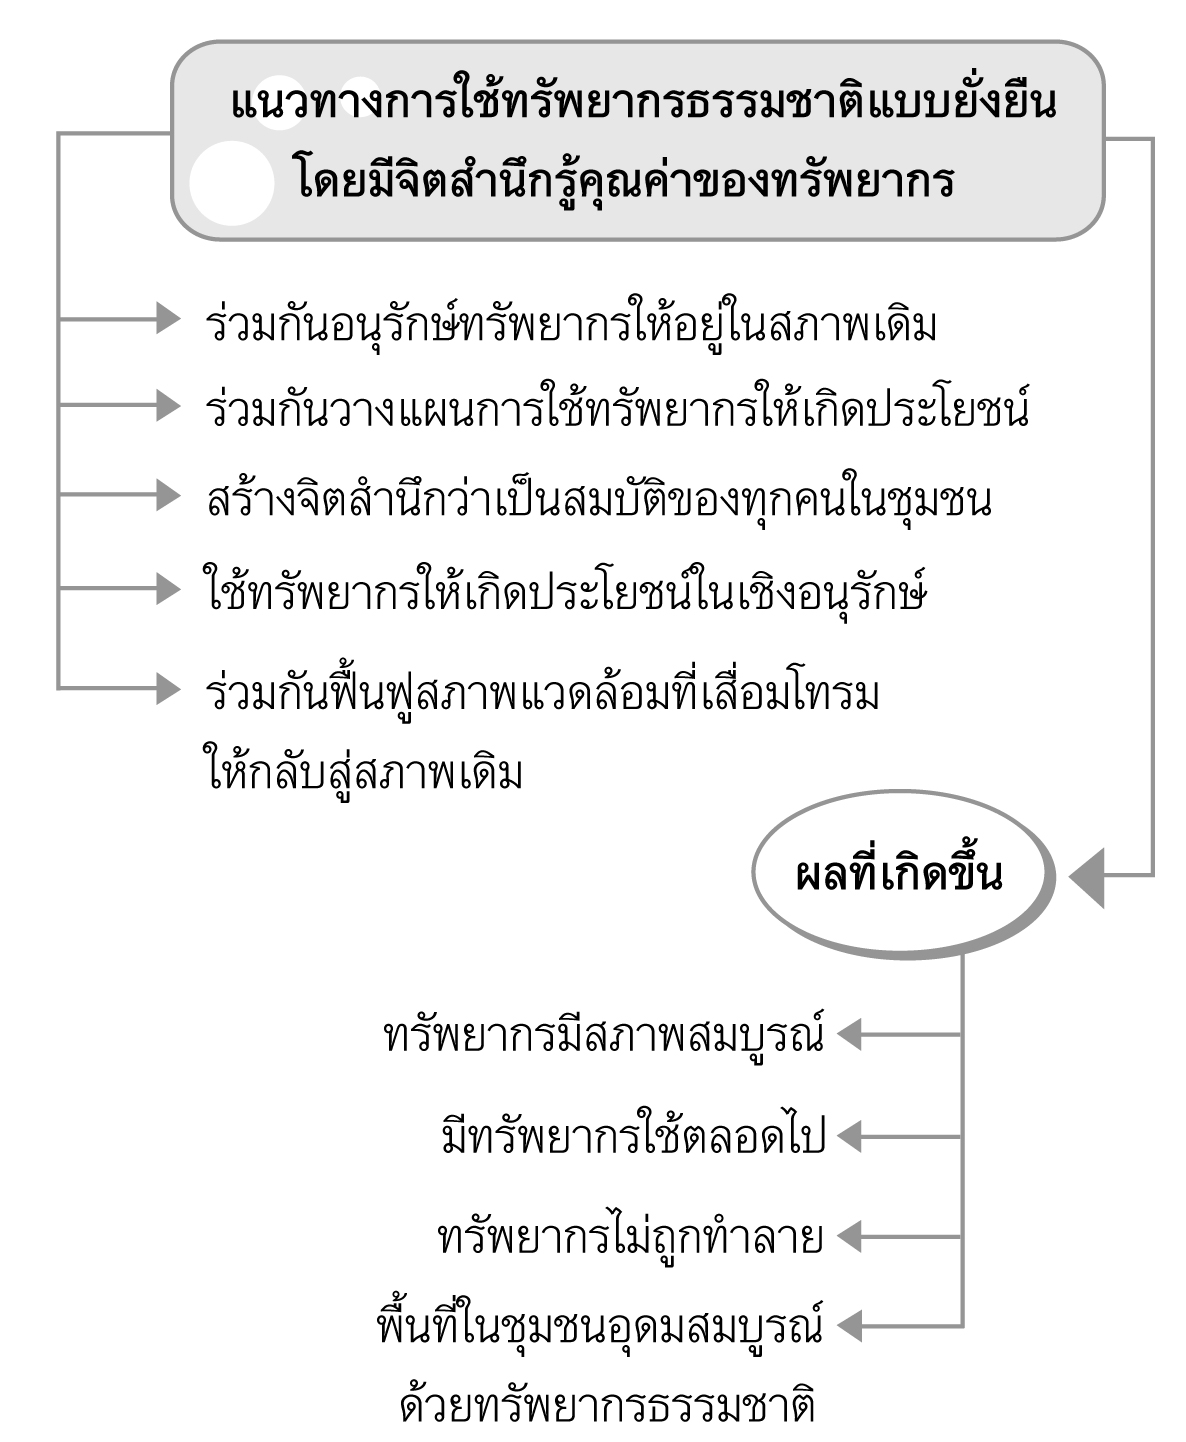 แนวทางการใช้ทรัพยากรธรรมชาติแบบยั่งยืน
โดยมีจิตสำนึกรู้คุณค่าของทรัพยากร
ร่วมกันอนุรักษ์ทรัพยากรให้อยู่ในสภาพเดิม
ร่วมกันวางแผนการใช้ทรัพยากรให้เกิดประโยชน์
สร้างจิตสำนึกว่าเป็นสมบัติของทุกคนในชุมชน
ใช้ทรัพยากรให้เกิดประโยชน์ในเชิงอนุรักษ์
ร่วมกันฟื้นฟูสภาพแวดล้อมที่เสื่อมโทรม
ให้กลับสู่สภาพเดิม
ผลที่เกิดขึ้น
ทรัพยากรมีสภาพสมบูรณ์
มีทรัพยากรใช้ตลอดไป
ทรัพยากรไม่ถูกทำลาย
พื้นที่ในชุมชนอุดมสมบูรณ์
ด้วยทรัพยากรธรรมชาติ